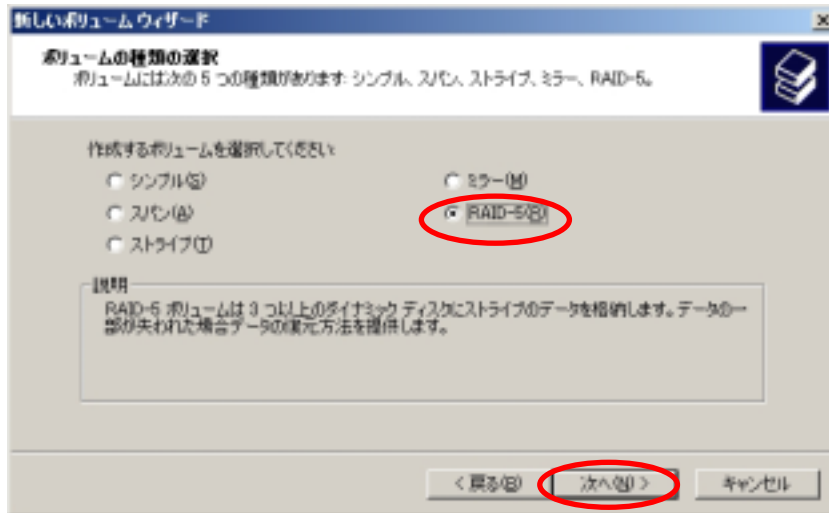 新しいボリューム ウィザード
ボリュームの種類の選択
ボリュームには次の 5 つの種類があります: シンプル、スパン、ストライプ、ミラー、RAID-5。
作成するボリュームを選択してください:
シンプル(S)
ミラー(M)
スパン(A)
RAID-5(R)
ストライプ(T)
説明
RAID-5 ボリュームは 3 つ以上のダイナミック ディスクにストライプのデータを格納します。データの一
部が失われた場合データの復元方法を提供します。
< 戻る(B)
次へ(N) >
キャンセル